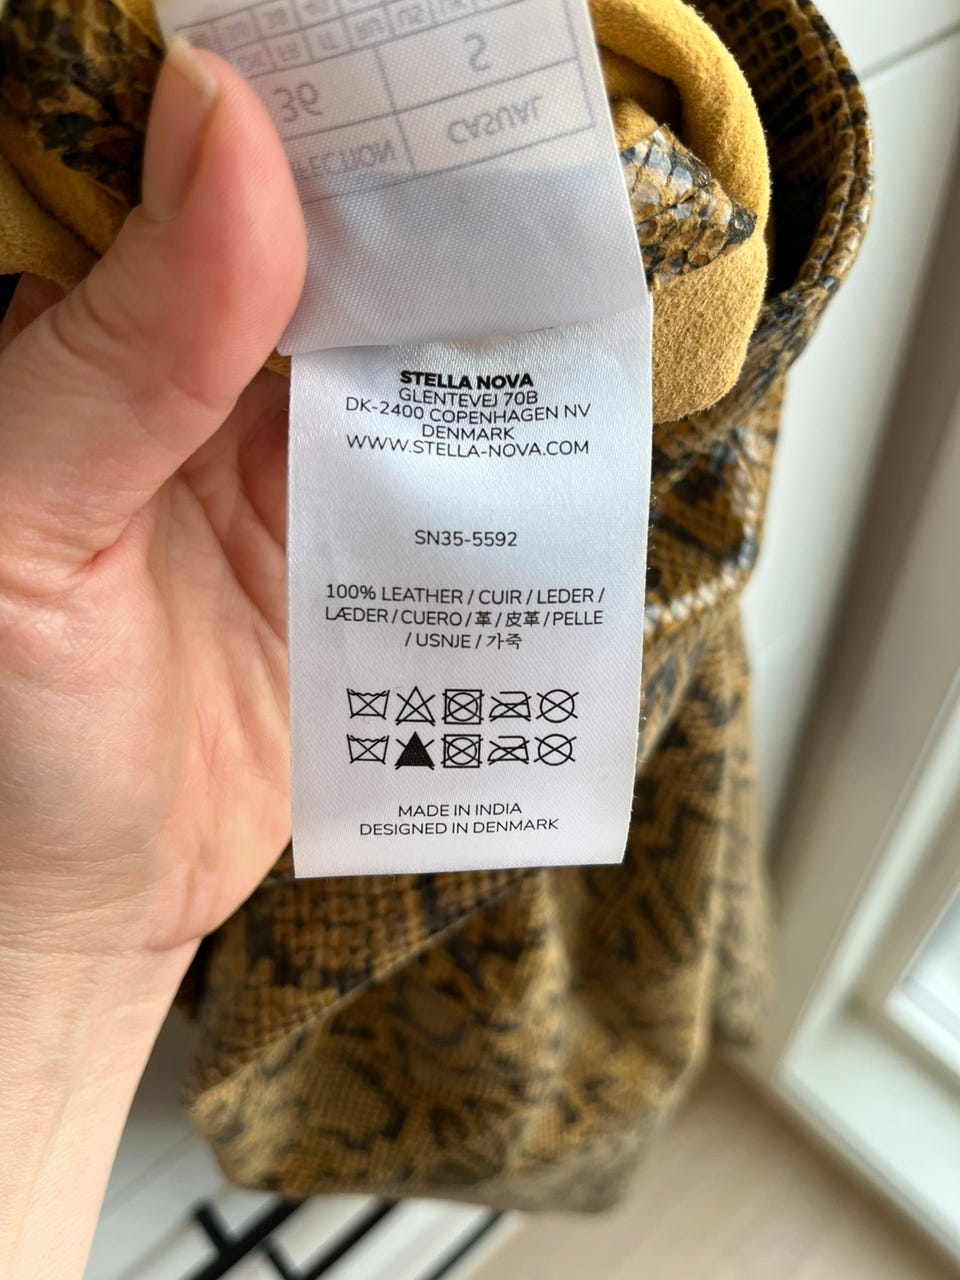 36
S
CASUAL
STELLA NOVA
GLENTEVEJ 70B
DK-2400 COPENHAGEN NV
DENMARK
WWW.STELLA-NOVA.COM
SN35-5592
100% LEATHER / CUIR / LEDER /
LÆDER / CUERO / 革 / 皮革 / PELLE
/ USNJE / 가죽
MADE IN INDIA
DESIGNED IN DENMARK